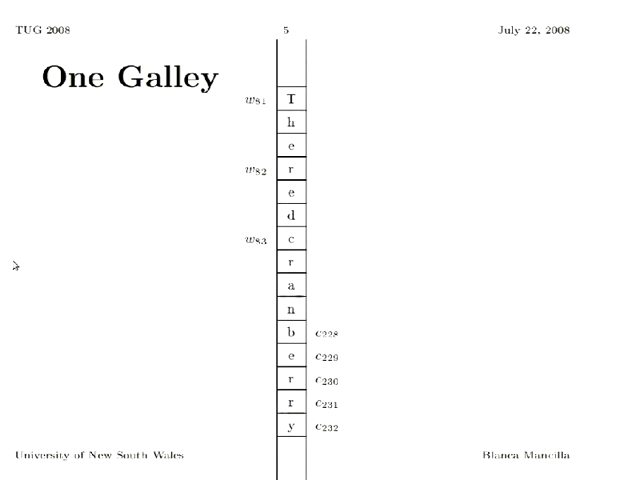 TUG 2008 5 July 22, 2008
One Galley
w81 T
h
e
w82 r
e
d
w83 c
r
a
n
b c228
e c229
r c230
r c231
y c232
University of New South Wales Blanca Mancilla